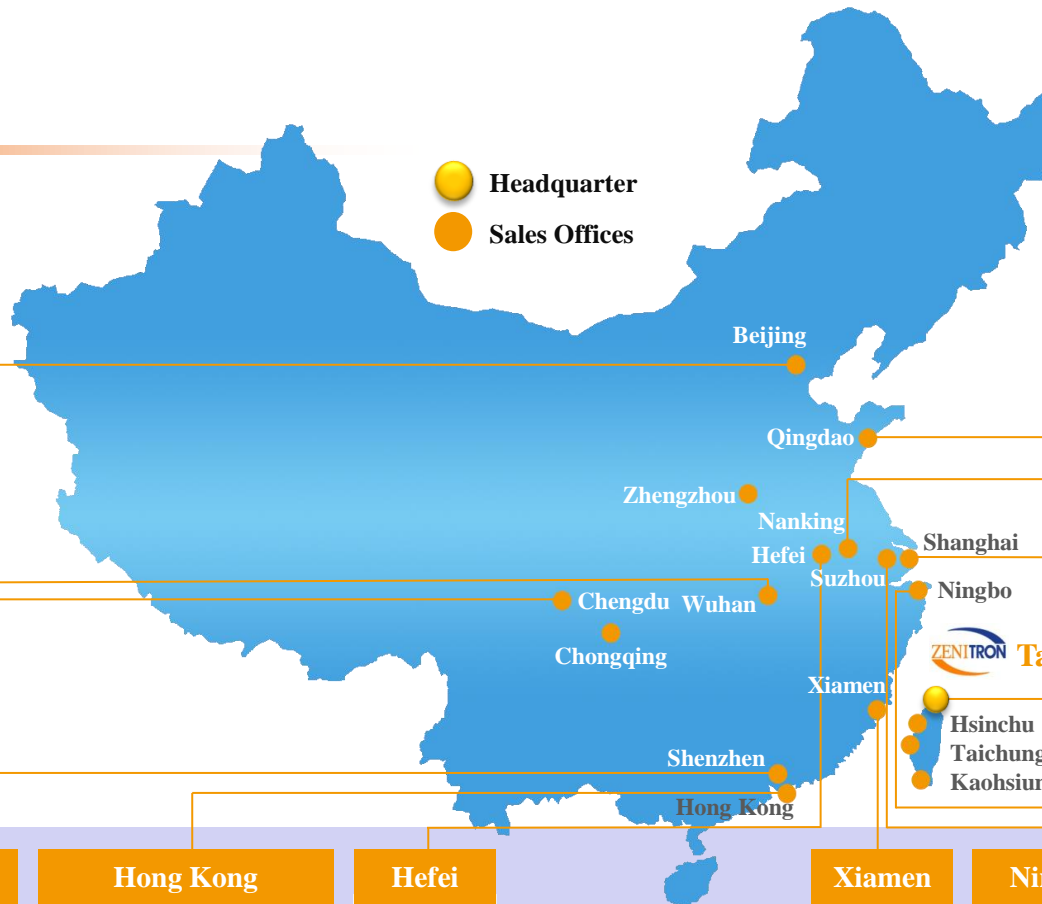 Headquarter
Sales Offices
Beijing
Qingdao
Zhengzhou
Nanking
Hefei
Shanghai
Suzhou
Ningbo
Chengdu
Wuhan
Chongqing
ZENITRON
Xiamen
Hsinchu
Taichung
Shenzhen
Hong Kong
Hong Kong
Hefei
Xiamen